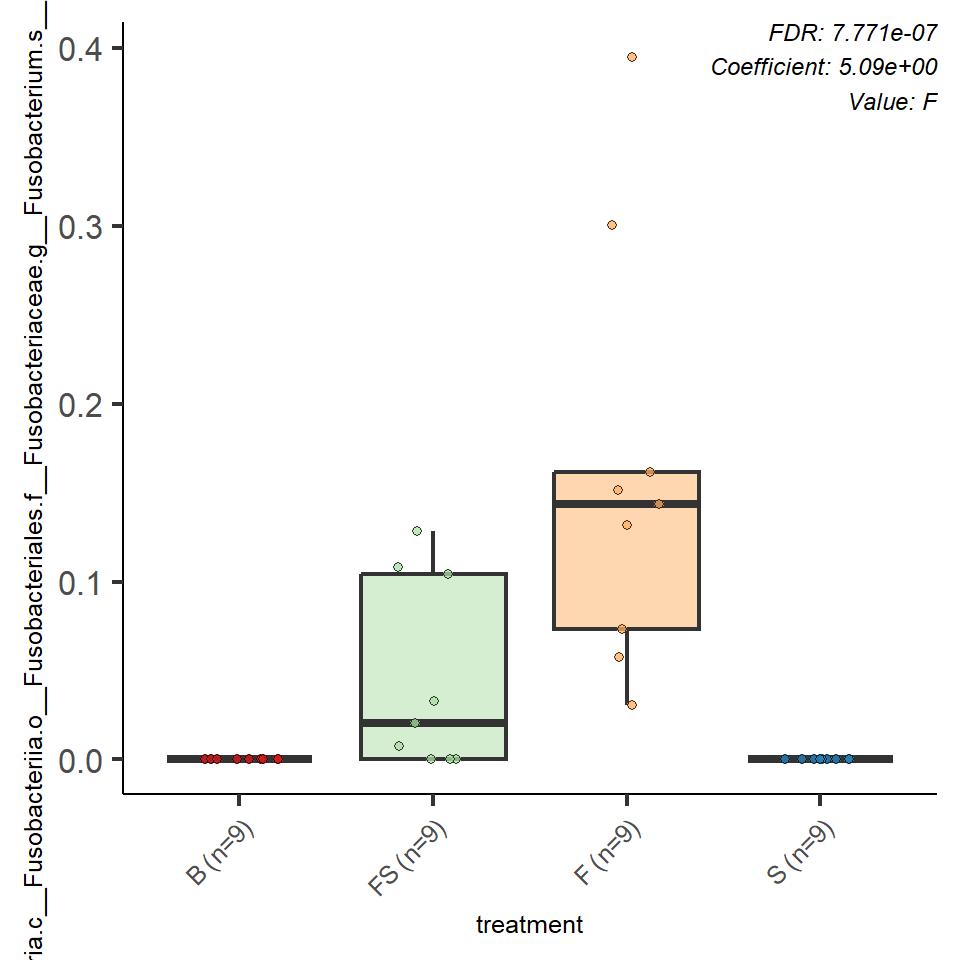 FDR: 7.771e-07
Coefficient: 5.09e+00
Value: F
ria.c__Fusobacteriia.o__Fusobacteriales.f__Fusobacteriaceae.g__Fusobacterium.s__
0.4
0.3
0.2
0.1
0.0
B (n=9)
FS (n=9)
F (n=9)
S (n=9)
treatment